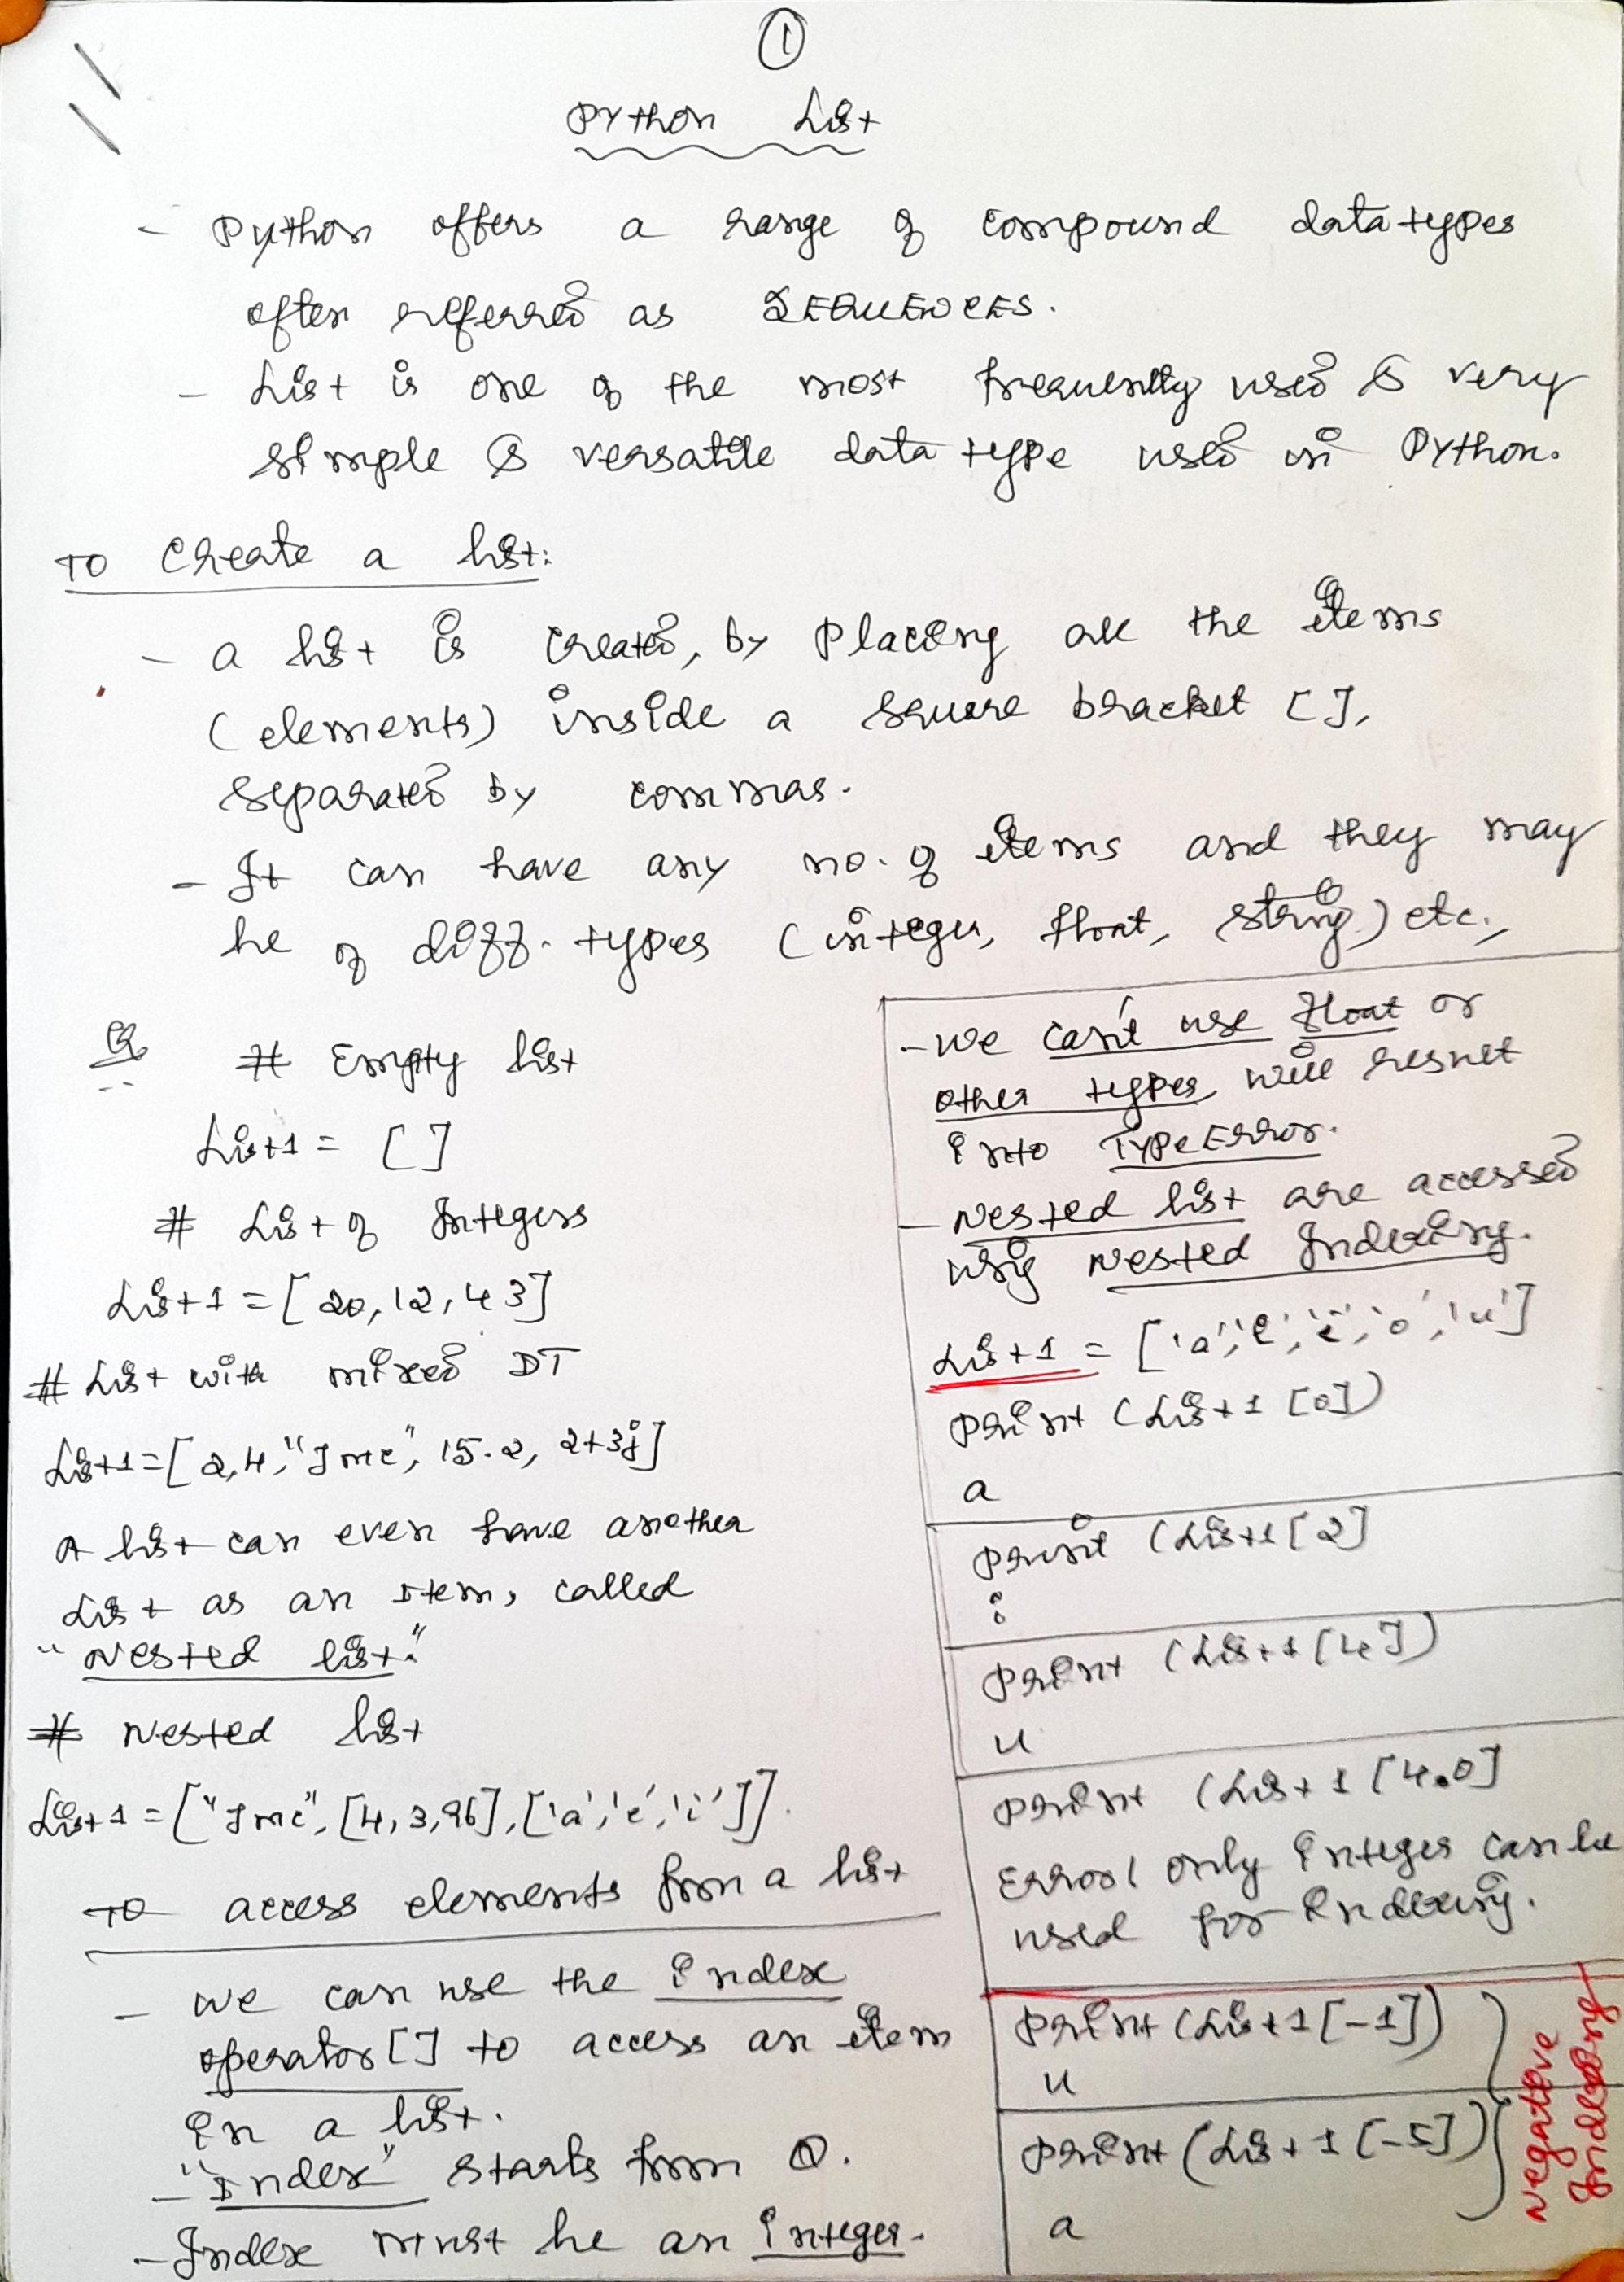 1
Python List
- Python offers a range of compound datatypes
often referred as SEQUENCES.
- List is one of the most frequently used & very
simple & versatile data type used in Python.
To Create a list:
- a list is created, by placing all the items
(elements) inside a square bracket [],
separated by commas.
- It can have any no. of items and they may
be of diff. types (integer, float, string) etc.,
# Empty list
List1 = [ ]
# List of Integers
List1 = [20, 12, 43]
# List with mixed DT
List1 = [2, 4, "Jmc", 15.2, 2+3j]
A list can even have another
List as an Item, called
"Nested list."
# Nested list
List1 = ["Jmc", [4, 3, 96], ['a', 'e', 'i']].
To access elements from a list
- we can use the index
operator [] to access an item
in a list.
- "Index" starts from 0.
- Index must be an integer.
- we can't use float or
other types, will result
into TypeError.
- Nested list are accessed
using Nested Indexing.
List1 = ['a', 'e', 'i', 'o', 'u']
print (List1 [0])
a
print (List1 [2]
i
print (List1 [4])
u
print (List1 [4.0]
Error! only integer can be
used for indexing.
print (List1 [-1])
u
print (List1 [-5])
a
Negative
Indexing